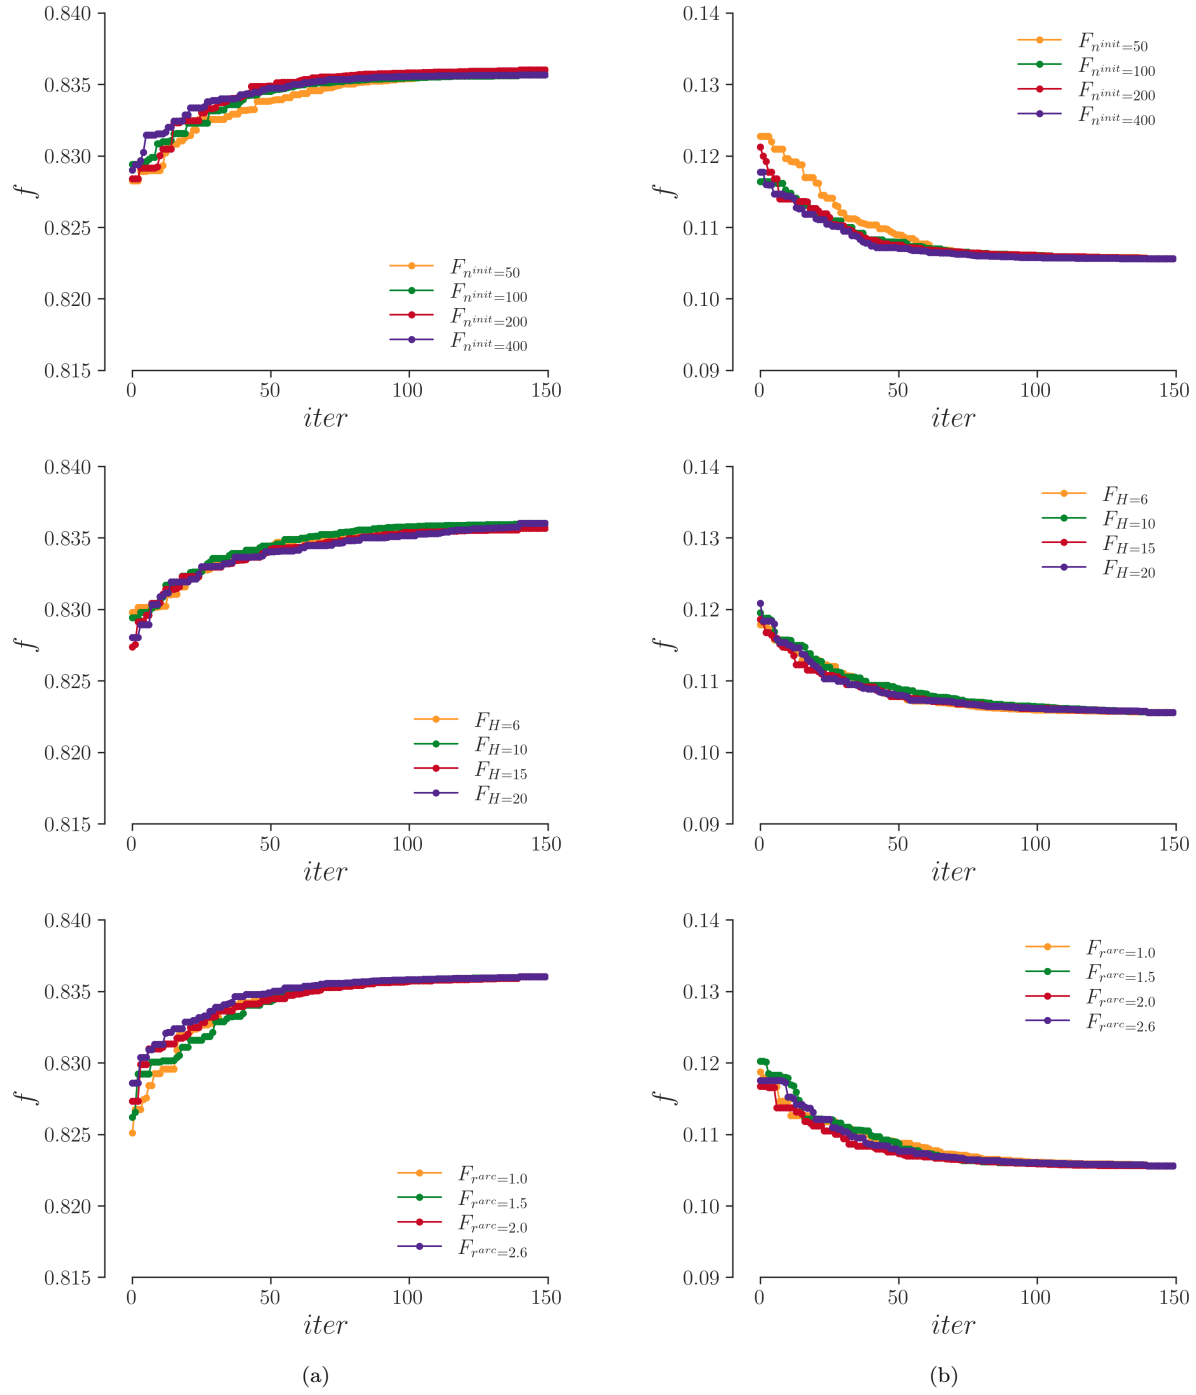 0.840
0.835
0.830
0.825
0.820
0.815
f
0 50 100 150
iter
F_{n^{init}=50}
F_{n^{init}=100}
F_{n^{init}=200}
F_{n^{init}=400}
0.14
0.13
0.12
0.11
0.10
0.09
f
0 50 100 150
iter
F_{n^{init}=50}
F_{n^{init}=100}
F_{n^{init}=200}
F_{n^{init}=400}
0.840
0.835
0.830
0.825
0.820
0.815
f
0 50 100 150
iter
F_{H=6}
F_{H=10}
F_{H=15}
F_{H=20}
0.14
0.13
0.12
0.11
0.10
0.09
f
0 50 100 150
iter
F_{H=6}
F_{H=10}
F_{H=15}
F_{H=20}
0.840
0.835
0.830
0.825
0.820
0.815
f
0 50 100 150
iter
F_{r^{arc}=1.0}
F_{r^{arc}=1.5}
F_{r^{arc}=2.0}
F_{r^{arc}=2.6}
(a)
0.14
0.13
0.12
0.11
0.10
0.09
f
0 50 100 150
iter
F_{r^{arc}=1.0}
F_{r^{arc}=1.5}
F_{r^{arc}=2.0}
F_{r^{arc}=2.6}
(b)